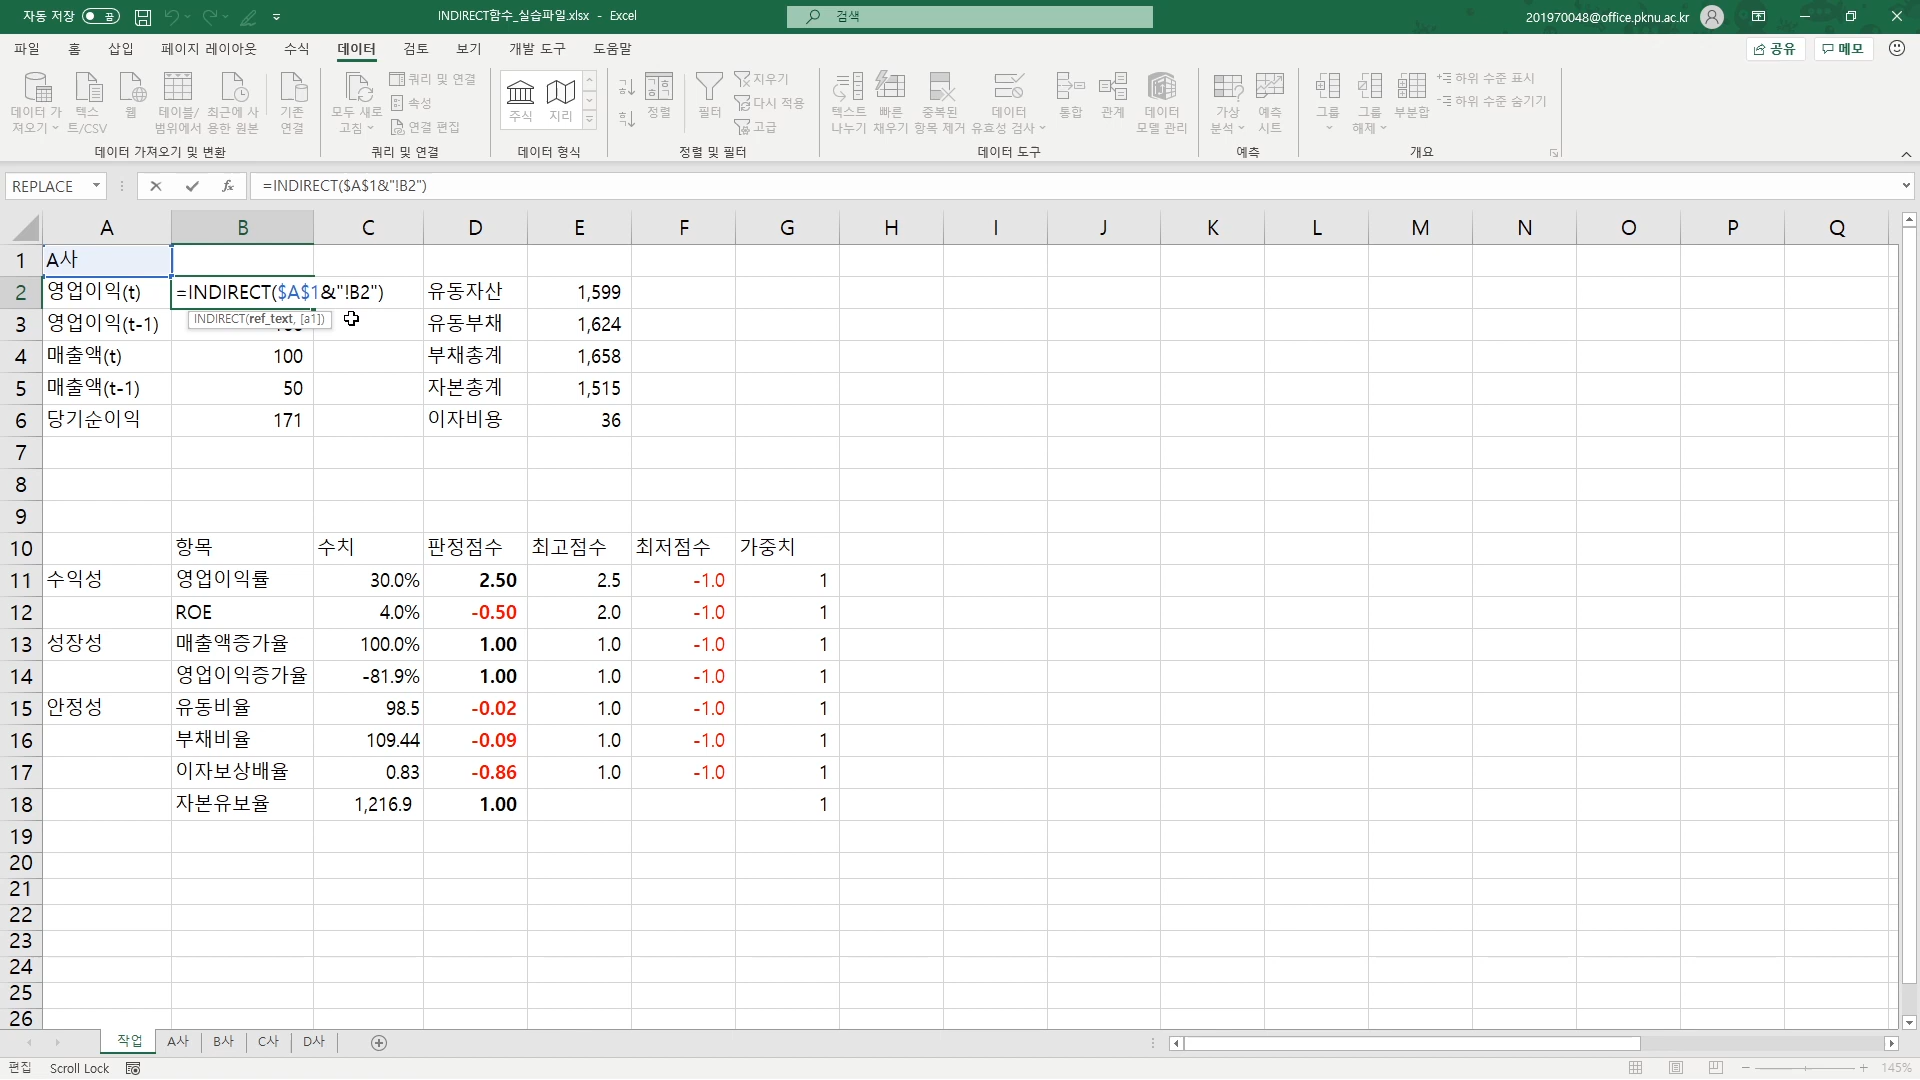 자동 저장 끔 INDIRECT함수_실습파일.xlsx - Excel 검색 201970048@office.pknu.ac.kr
파일 홈 삽입 페이지 레이아웃 수식 데이터 검토 보기 개발 도구 도움말 공유 메모
데이터 가져오기 텍스트/CSV 웹 테이블/범위에서 최근에 사용한 원본 기존 연결
모두 새로 고침 쿼리 및 연결 속성 연결 편집
주식 지리 정렬 필터 지우기 다시 적용 고급
텍스트 나누기 빠른 채우기 중복된 항목 제거 데이터 유효성 검사 통합 관계 데이터 모델 관리
가상 분석 예측 시트 그룹 그룹 해제 부분합 하위 수준 표시 하위 수준 숨기기
데이터 가져오기 및 변환 쿼리 및 연결 데이터 형식 정렬 및 필터 데이터 도구 예측 개요
REPLACE fx =INDIRECT($A$1&"!B2")
A B C D E F G H I J K L M N O P Q
1 A사
2 영업이익(t) =INDIRECT($A$1&"!B2") 유동자산 1,599
INDIRECT(ref_text, [a1])
3 영업이익(t-1) 유동부채 1,624
4 매출액(t) 100 부채총계 1,658
5 매출액(t-1) 50 자본총계 1,515
6 당기순이익 171 이자비용 36
7
8
9
10 항목 수치 판정점수 최고점수 최저점수 가중치
11 수익성 영업이익률 30.0% 2.50 2.5 -1.0 1
12 ROE 4.0% -0.50 2.0 -1.0 1
13 성장성 매출액증가율 100.0% 1.00 1.0 -1.0 1
14 영업이익증가율 -81.9% 1.00 1.0 -1.0 1
15 안정성 유동비율 98.5 -0.02 1.0 -1.0 1
16 부채비율 109.44 -0.09 1.0 -1.0 1
17 이자보상배율 0.83 -0.86 1.0 -1.0 1
18 자본유보율 1,216.9 1.00 1
19
20
21
22
23
24
25
26
작업 A사 B사 C사 D사
편집 Scroll Lock 145%